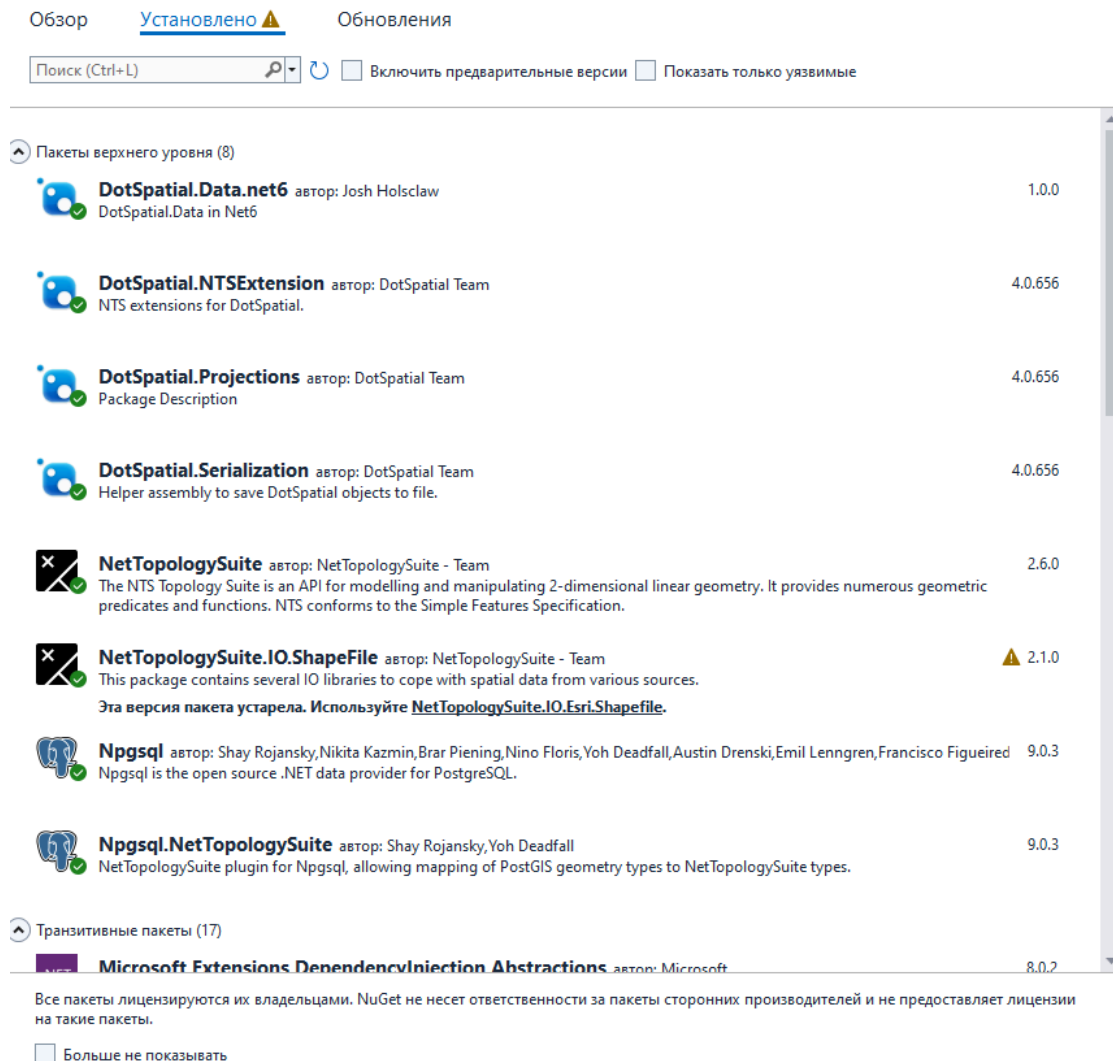 Обзор Установлено Обновления
Поиск (Ctrl+L) Включить предварительные версии Показать только уязвимые
Пакеты верхнего уровня (8)
DotSpatial.Data.net6 автор: Josh Holsclaw 1.0.0
DotSpatial.Data in Net6
DotSpatial.NTSExtension автор: DotSpatial Team 4.0.656
NTS extensions for DotSpatial.
DotSpatial.Projections автор: DotSpatial Team 4.0.656
Package Description
DotSpatial.Serialization автор: DotSpatial Team 4.0.656
Helper assembly to save DotSpatial objects to file.
NetTopologySuite автор: NetTopologySuite - Team 2.6.0
The NTS Topology Suite is an API for modelling and manipulating 2-dimensional linear geometry. It provides numerous geometric
predicates and functions. NTS conforms to the Simple Features Specification.
NetTopologySuite.IO.ShapeFile автор: NetTopologySuite - Team 2.1.0
This package contains several IO libraries to cope with spatial data from various sources.
Эта версия пакета устарела. Используйте NetTopologySuite.IO.Esri.Shapefile.
Npgsql автор: Shay Rojansky,Nikita Kazmin,Brar Piening,Nino Floris,Yoh Deadfall,Austin Drenski,Emil Lenngren,Francisco Figueired 9.0.3
Npgsql is the open source .NET data provider for PostgreSQL.
Npgsql.NetTopologySuite автор: Shay Rojansky,Yoh Deadfall 9.0.3
NetTopologySuite plugin for Npgsql, allowing mapping of PostGIS geometry types to NetTopologySuite types.
Транзитивные пакеты (17)
.NET Microsoft.Extensions.DependencyInjection.Abstractions автор: Microsoft 8.0.2
Все пакеты лицензируются их владельцами. NuGet не несет ответственности за пакеты сторонних производителей и не предоставляет лицензии
на такие пакеты.
Больше не показывать